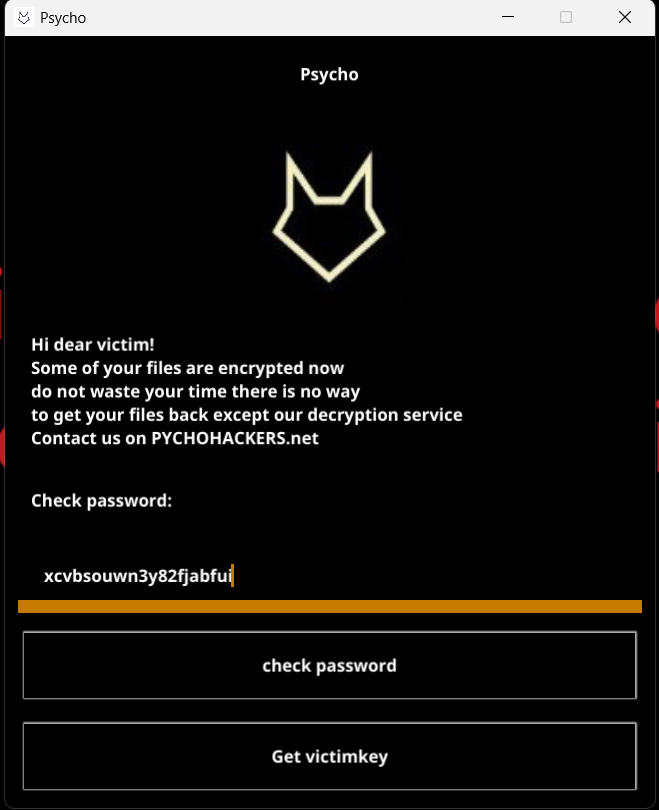 Psycho
Psycho
Hi dear victim!
Some of your files are encrypted now
do not waste your time there is no way
to get your files back except our decryption service
Contact us on PYCHOHACKERS.net
Check password:
xcvbsouwn3y82fjabfui
check password
Get victimkey